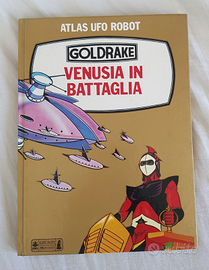 ATLAS UFO ROBOT
GOLDRAKE
VENUSIA IN
BATTAGLIA